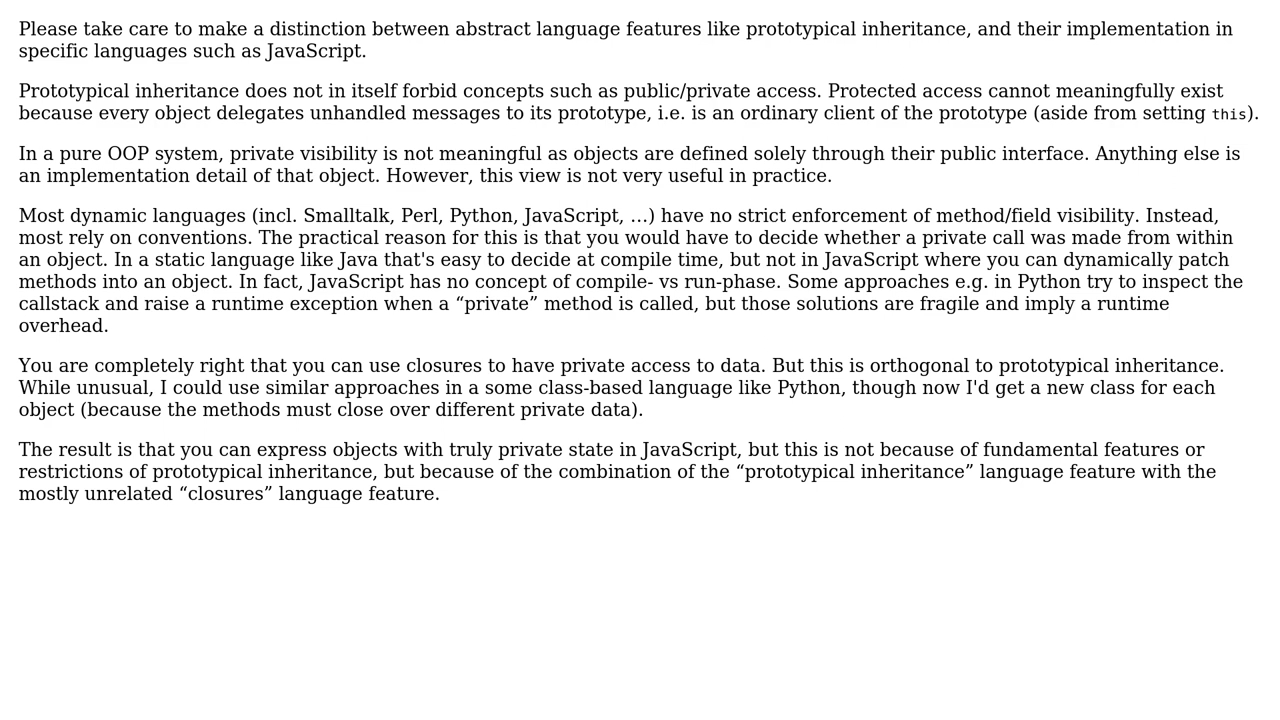 Please take care to make a distinction between abstract language features like prototypical inheritance, and their implementation in
specific languages such as JavaScript.
Prototypical inheritance does not in itself forbid concepts such as public/private access. Protected access cannot meaningfully exist
because every object delegates unhandled messages to its prototype, i.e. is an ordinary client of the prototype (aside from setting this).
In a pure OOP system, private visibility is not meaningful as objects are defined solely through their public interface. Anything else is
an implementation detail of that object. However, this view is not very useful in practice.
Most dynamic languages (incl. Smalltalk, Perl, Python, JavaScript, …) have no strict enforcement of method/field visibility. Instead,
most rely on conventions. The practical reason for this is that you would have to decide whether a private call was made from within
an object. In a static language like Java that's easy to decide at compile time, but not in JavaScript where you can dynamically patch
methods into an object. In fact, JavaScript has no concept of compile- vs run-phase. Some approaches e.g. in Python try to inspect the
callstack and raise a runtime exception when a “private” method is called, but those solutions are fragile and imply a runtime
overhead.
You are completely right that you can use closures to have private access to data. But this is orthogonal to prototypical inheritance.
While unusual, I could use similar approaches in a some class-based language like Python, though now I'd get a new class for each
object (because the methods must close over different private data).
The result is that you can express objects with truly private state in JavaScript, but this is not because of fundamental features or
restrictions of prototypical inheritance, but because of the combination of the “prototypical inheritance” language feature with the
mostly unrelated “closures” language feature.